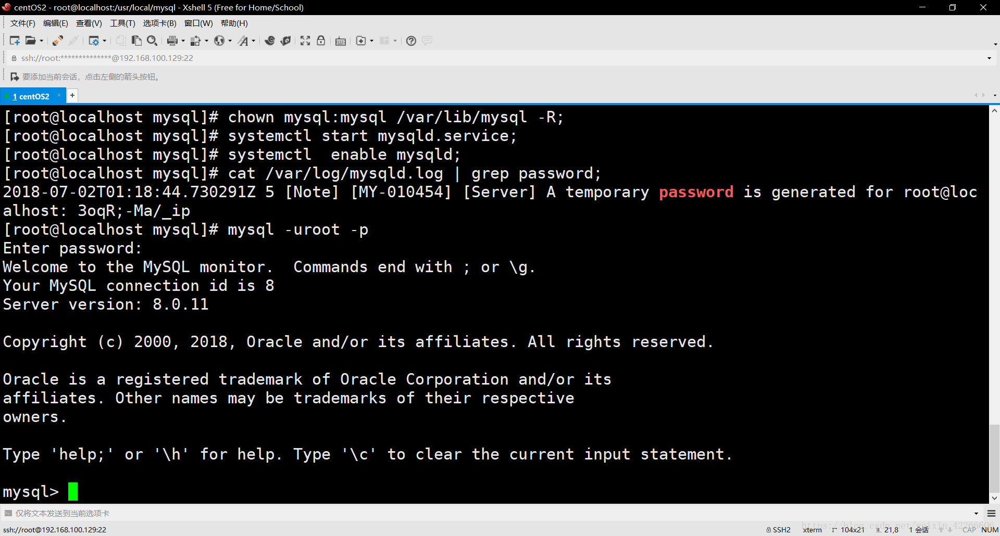 centOS2 - root@localhost:/usr/local/mysql - Xshell 5 (Free for Home/School)
文件(F) 编辑(E) 查看(V) 工具(T) 选项卡(B) 窗口(W) 帮助(H)
ssh://root:**************@192.168.100.129:22
要添加当前会话，点击左侧的箭头按钮。
1 centOS2
[root@localhost mysql]# chown mysql:mysql /var/lib/mysql -R;
[root@localhost mysql]# systemctl start mysqld.service;
[root@localhost mysql]# systemctl  enable mysqld;
[root@localhost mysql]# cat /var/log/mysqld.log | grep password;
2018-07-02T01:18:44.730291Z 5 [Note] [MY-010454] [Server] A temporary password is generated for root@loc
alhost: 3oqR;-Ma/_ip
[root@localhost mysql]# mysql -uroot -p
Enter password:
Welcome to the MySQL monitor.  Commands end with ; or \g.
Your MySQL connection id is 8
Server version: 8.0.11
Copyright (c) 2000, 2018, Oracle and/or its affiliates. All rights reserved.
Oracle is a registered trademark of Oracle Corporation and/or its
affiliates. Other names may be trademarks of their respective
owners.
Type 'help;' or '\h' for help. Type '\c' to clear the current input statement.
mysql>
仅将文本发送到当前选项卡
https://blog.csdn.net/weixin_42266606
ssh://root@192.168.100.129:22 SSH2 xterm 104x21 21,8 1 会话 CAP NUM